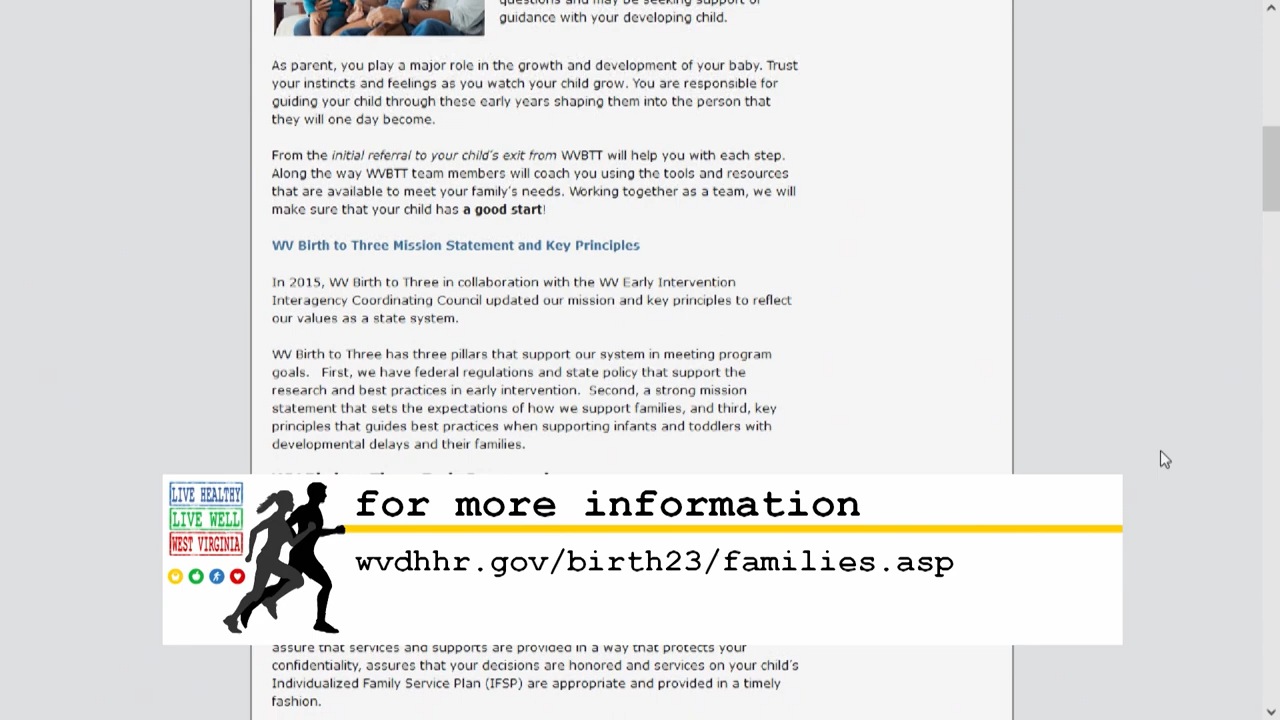 questions and may be seeking support or
guidance with your developing child.
As parent, you play a major role in the growth and development of your baby. Trust
your instincts and feelings as you watch your child grow. You are responsible for
guiding your child through these early years shaping them into the person that
they will one day become.
From the initial referral to your child's exit from WVBTT will help you with each step.
Along the way WVBTT team members will coach you using the tools and resources
that are available to meet your family's needs. Working together as a team, we will
make sure that your child has a good start!
WV Birth to Three Mission Statement and Key Principles
In 2015, WV Birth to Three in collaboration with the WV Early Intervention
Interagency Coordinating Council updated our mission and key principles to reflect
our values as a state system.
WV Birth to Three has three pillars that support our system in meeting program
goals. First, we have federal regulations and state policy that support the
research and best practices in early intervention. Second, a strong mission
statement that sets the expectations of how we support families, and third, key
principles that guides best practices when supporting infants and toddlers with
developmental delays and their families.
LIVE HEALTHY
LIVE WELL
WEST VIRGINIA
for more information
wvdhhr.gov/birth23/families.asp
assure that services and supports are provided in a way that protects your
confidentiality, assures that your decisions are honored and services on your child's
Individualized Family Service Plan (IFSP) are appropriate and provided in a timely
fashion.